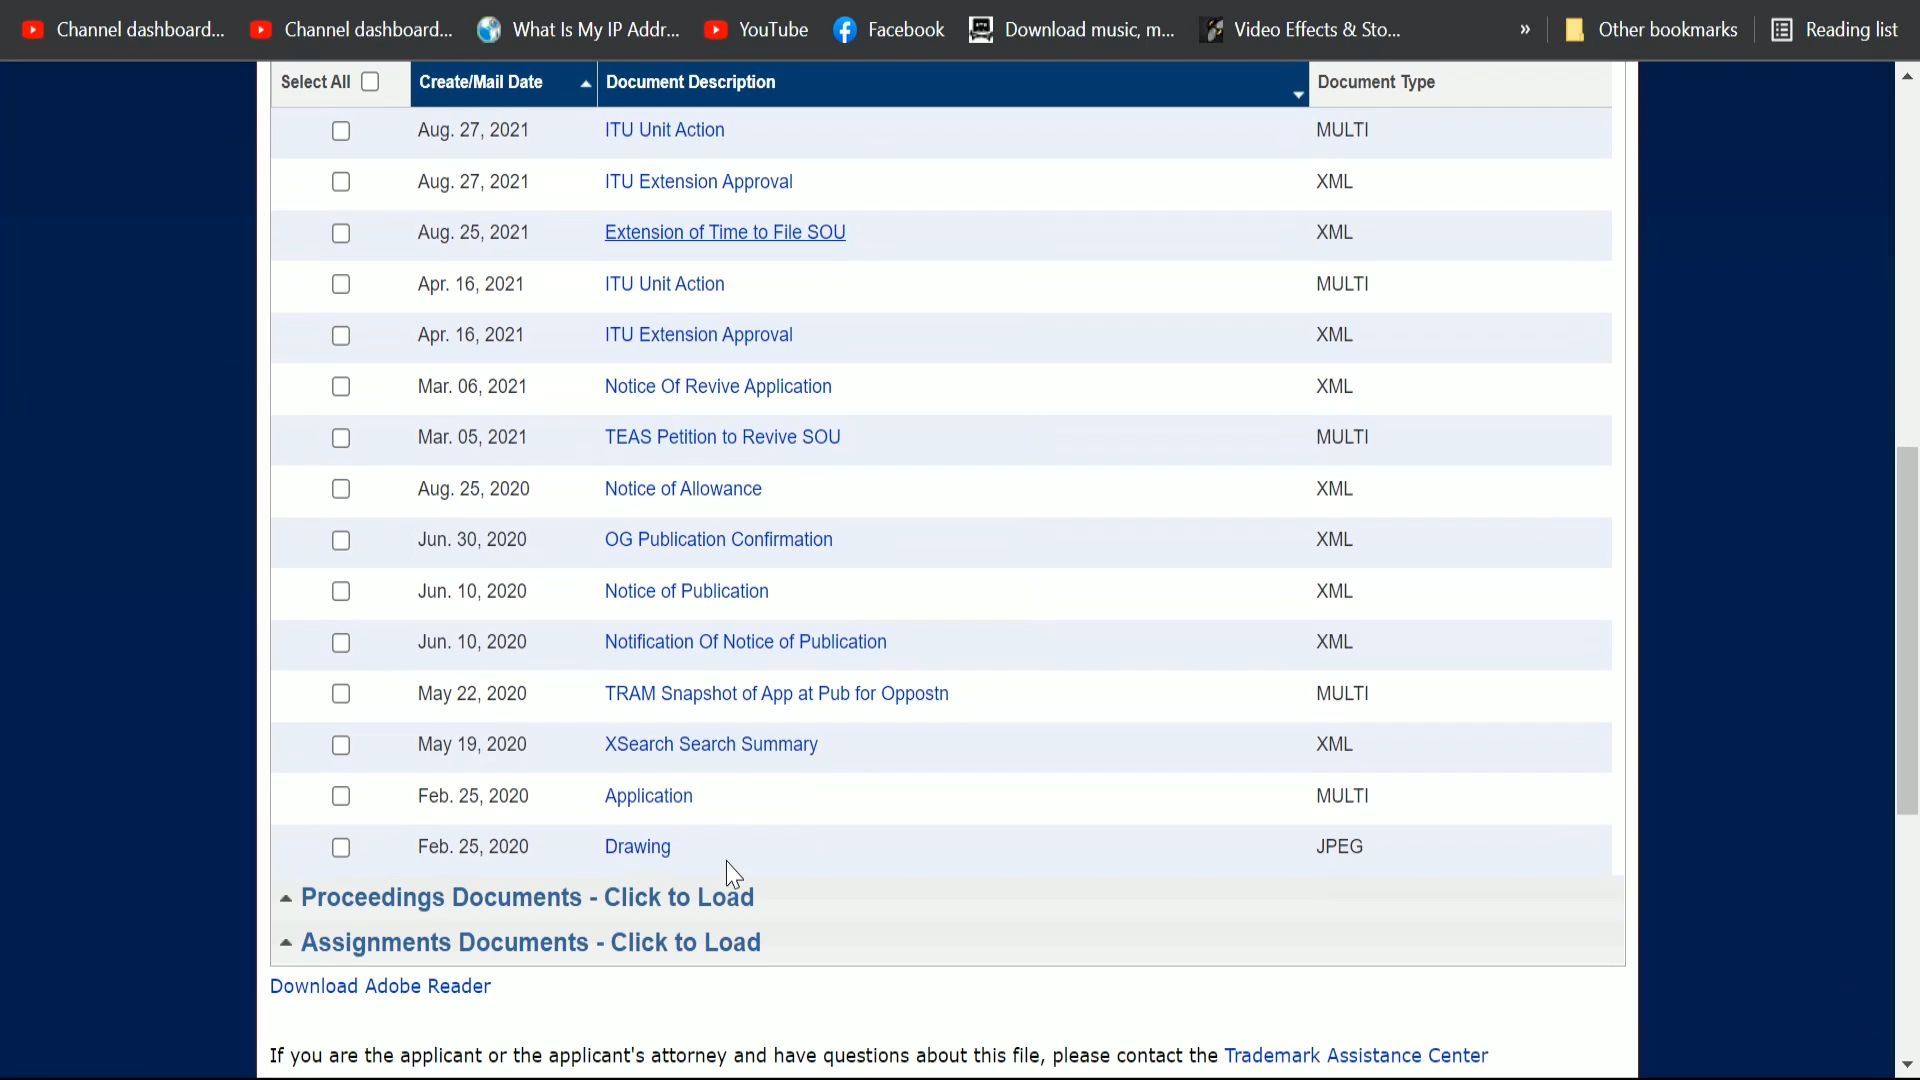 Channel dashboard... Channel dashboard... What Is My IP Addr... YouTube Facebook Download music, m... Video Effects & Sto... » Other bookmarks Reading list
Select All Create/Mail Date Document Description Document Type
Aug. 27, 2021 ITU Unit Action MULTI
Aug. 27, 2021 ITU Extension Approval XML
Aug. 25, 2021 Extension of Time to File SOU XML
Apr. 16, 2021 ITU Unit Action MULTI
Apr. 16, 2021 ITU Extension Approval XML
Mar. 06, 2021 Notice Of Revive Application XML
Mar. 05, 2021 TEAS Petition to Revive SOU MULTI
Aug. 25, 2020 Notice of Allowance XML
Jun. 30, 2020 OG Publication Confirmation XML
Jun. 10, 2020 Notice of Publication XML
Jun. 10, 2020 Notification Of Notice of Publication XML
May 22, 2020 TRAM Snapshot of App at Pub for Oppostn MULTI
May 19, 2020 XSearch Search Summary XML
Feb. 25, 2020 Application MULTI
Feb. 25, 2020 Drawing JPEG
Proceedings Documents - Click to Load
Assignments Documents - Click to Load
Download Adobe Reader
If you are the applicant or the applicant's attorney and have questions about this file, please contact the Trademark Assistance Center